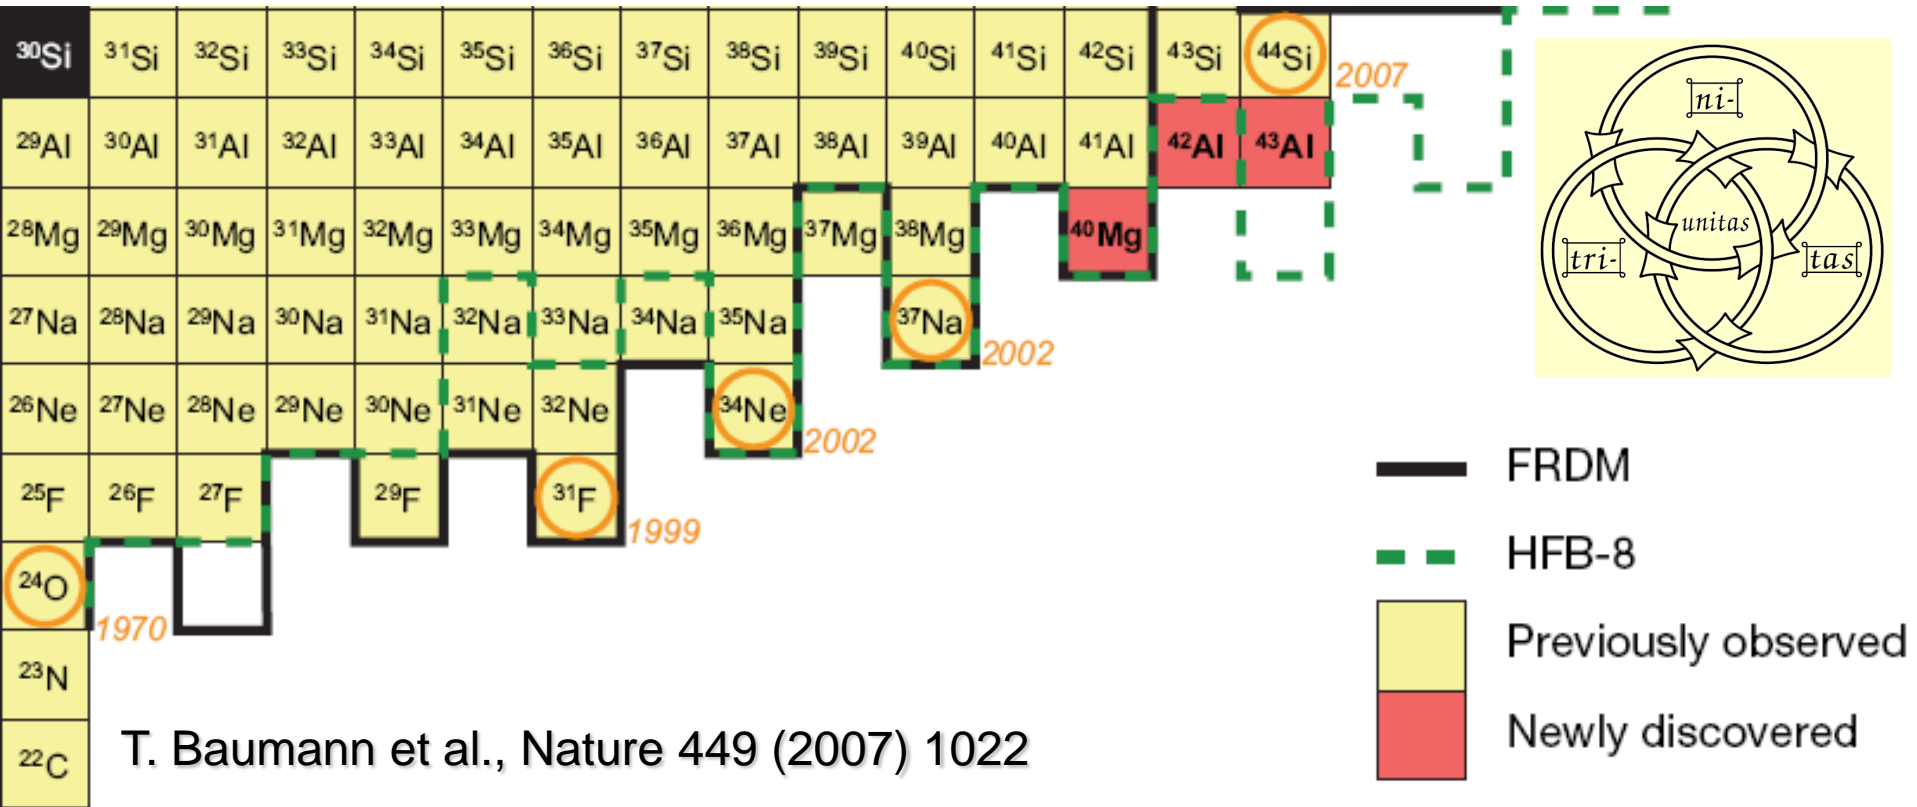 ³⁰Si ³¹Si ³²Si ³³Si ³⁴Si ³⁵Si ³⁶Si ³⁷Si ³⁸Si ³⁹Si ⁴⁰Si ⁴¹Si ⁴²Si ⁴³Si ⁴⁴Si 2007
²⁹Al ³⁰Al ³¹Al ³²Al ³³Al ³⁴Al ³⁵Al ³⁶Al ³⁷Al ³⁸Al ³⁹Al ⁴⁰Al ⁴¹Al ⁴²Al ⁴³Al
²⁸Mg ²⁹Mg ³⁰Mg ³¹Mg ³²Mg ³³Mg ³⁴Mg ³⁵Mg ³⁶Mg ³⁷Mg ³⁸Mg ⁴⁰Mg
²⁷Na ²⁸Na ²⁹Na ³⁰Na ³¹Na ³²Na ³³Na ³⁴Na ³⁵Na ³⁷Na 2002
²⁶Ne ²⁷Ne ²⁸Ne ²⁹Ne ³⁰Ne ³¹Ne ³²Ne ³⁴Ne 2002
²⁵F ²⁶F ²⁷F ²⁹F ³¹F 1999
²⁴O 1970
²³N
²²C
T. Baumann et al., Nature 449 (2007) 1022
ni-
unitas
tri-
tas
FRDM
HFB-8
Previously observed
Newly discovered